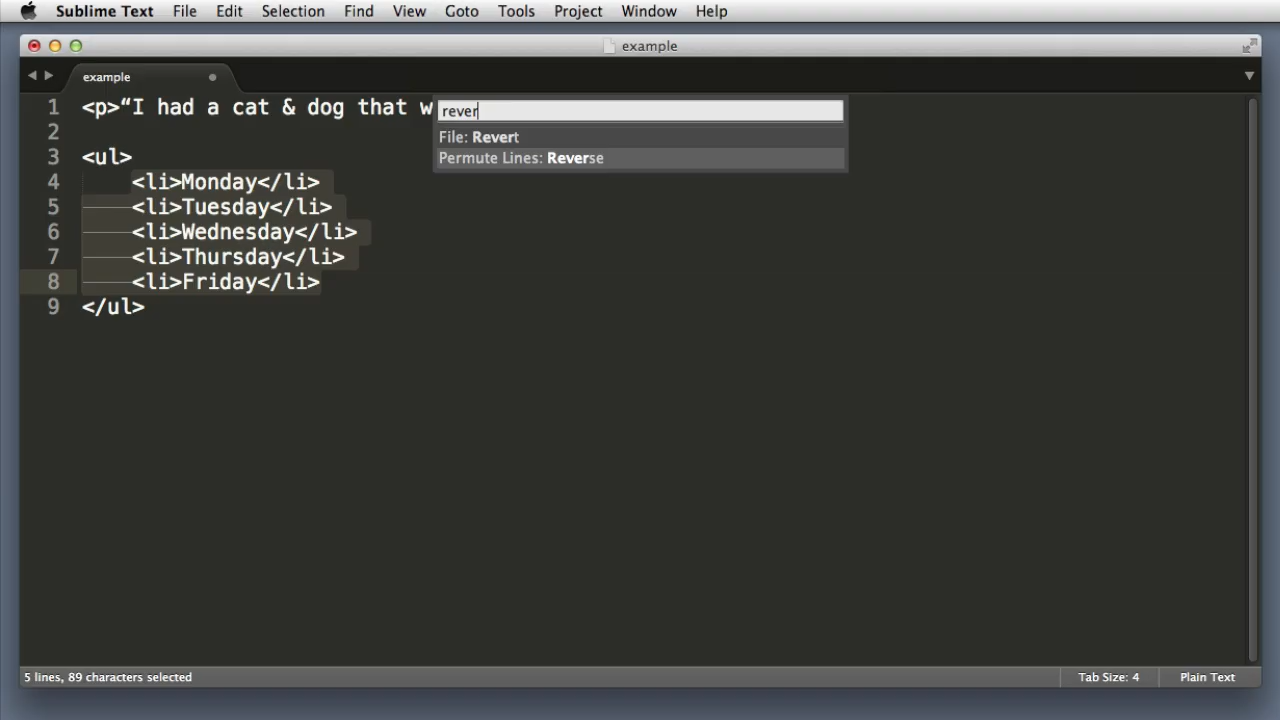 Sublime Text File Edit Selection Find View Goto Tools Project Window Help
example
example
1 <p>“I had a cat & dog that w
rever
File: Revert
2
Permute Lines: Reverse
3 <ul>
4 <li>Monday</li>
5 <li>Tuesday</li>
6 <li>Wednesday</li>
7 <li>Thursday</li>
8 <li>Friday</li>
9 </ul>
5 lines, 89 characters selected Tab Size: 4 Plain Text